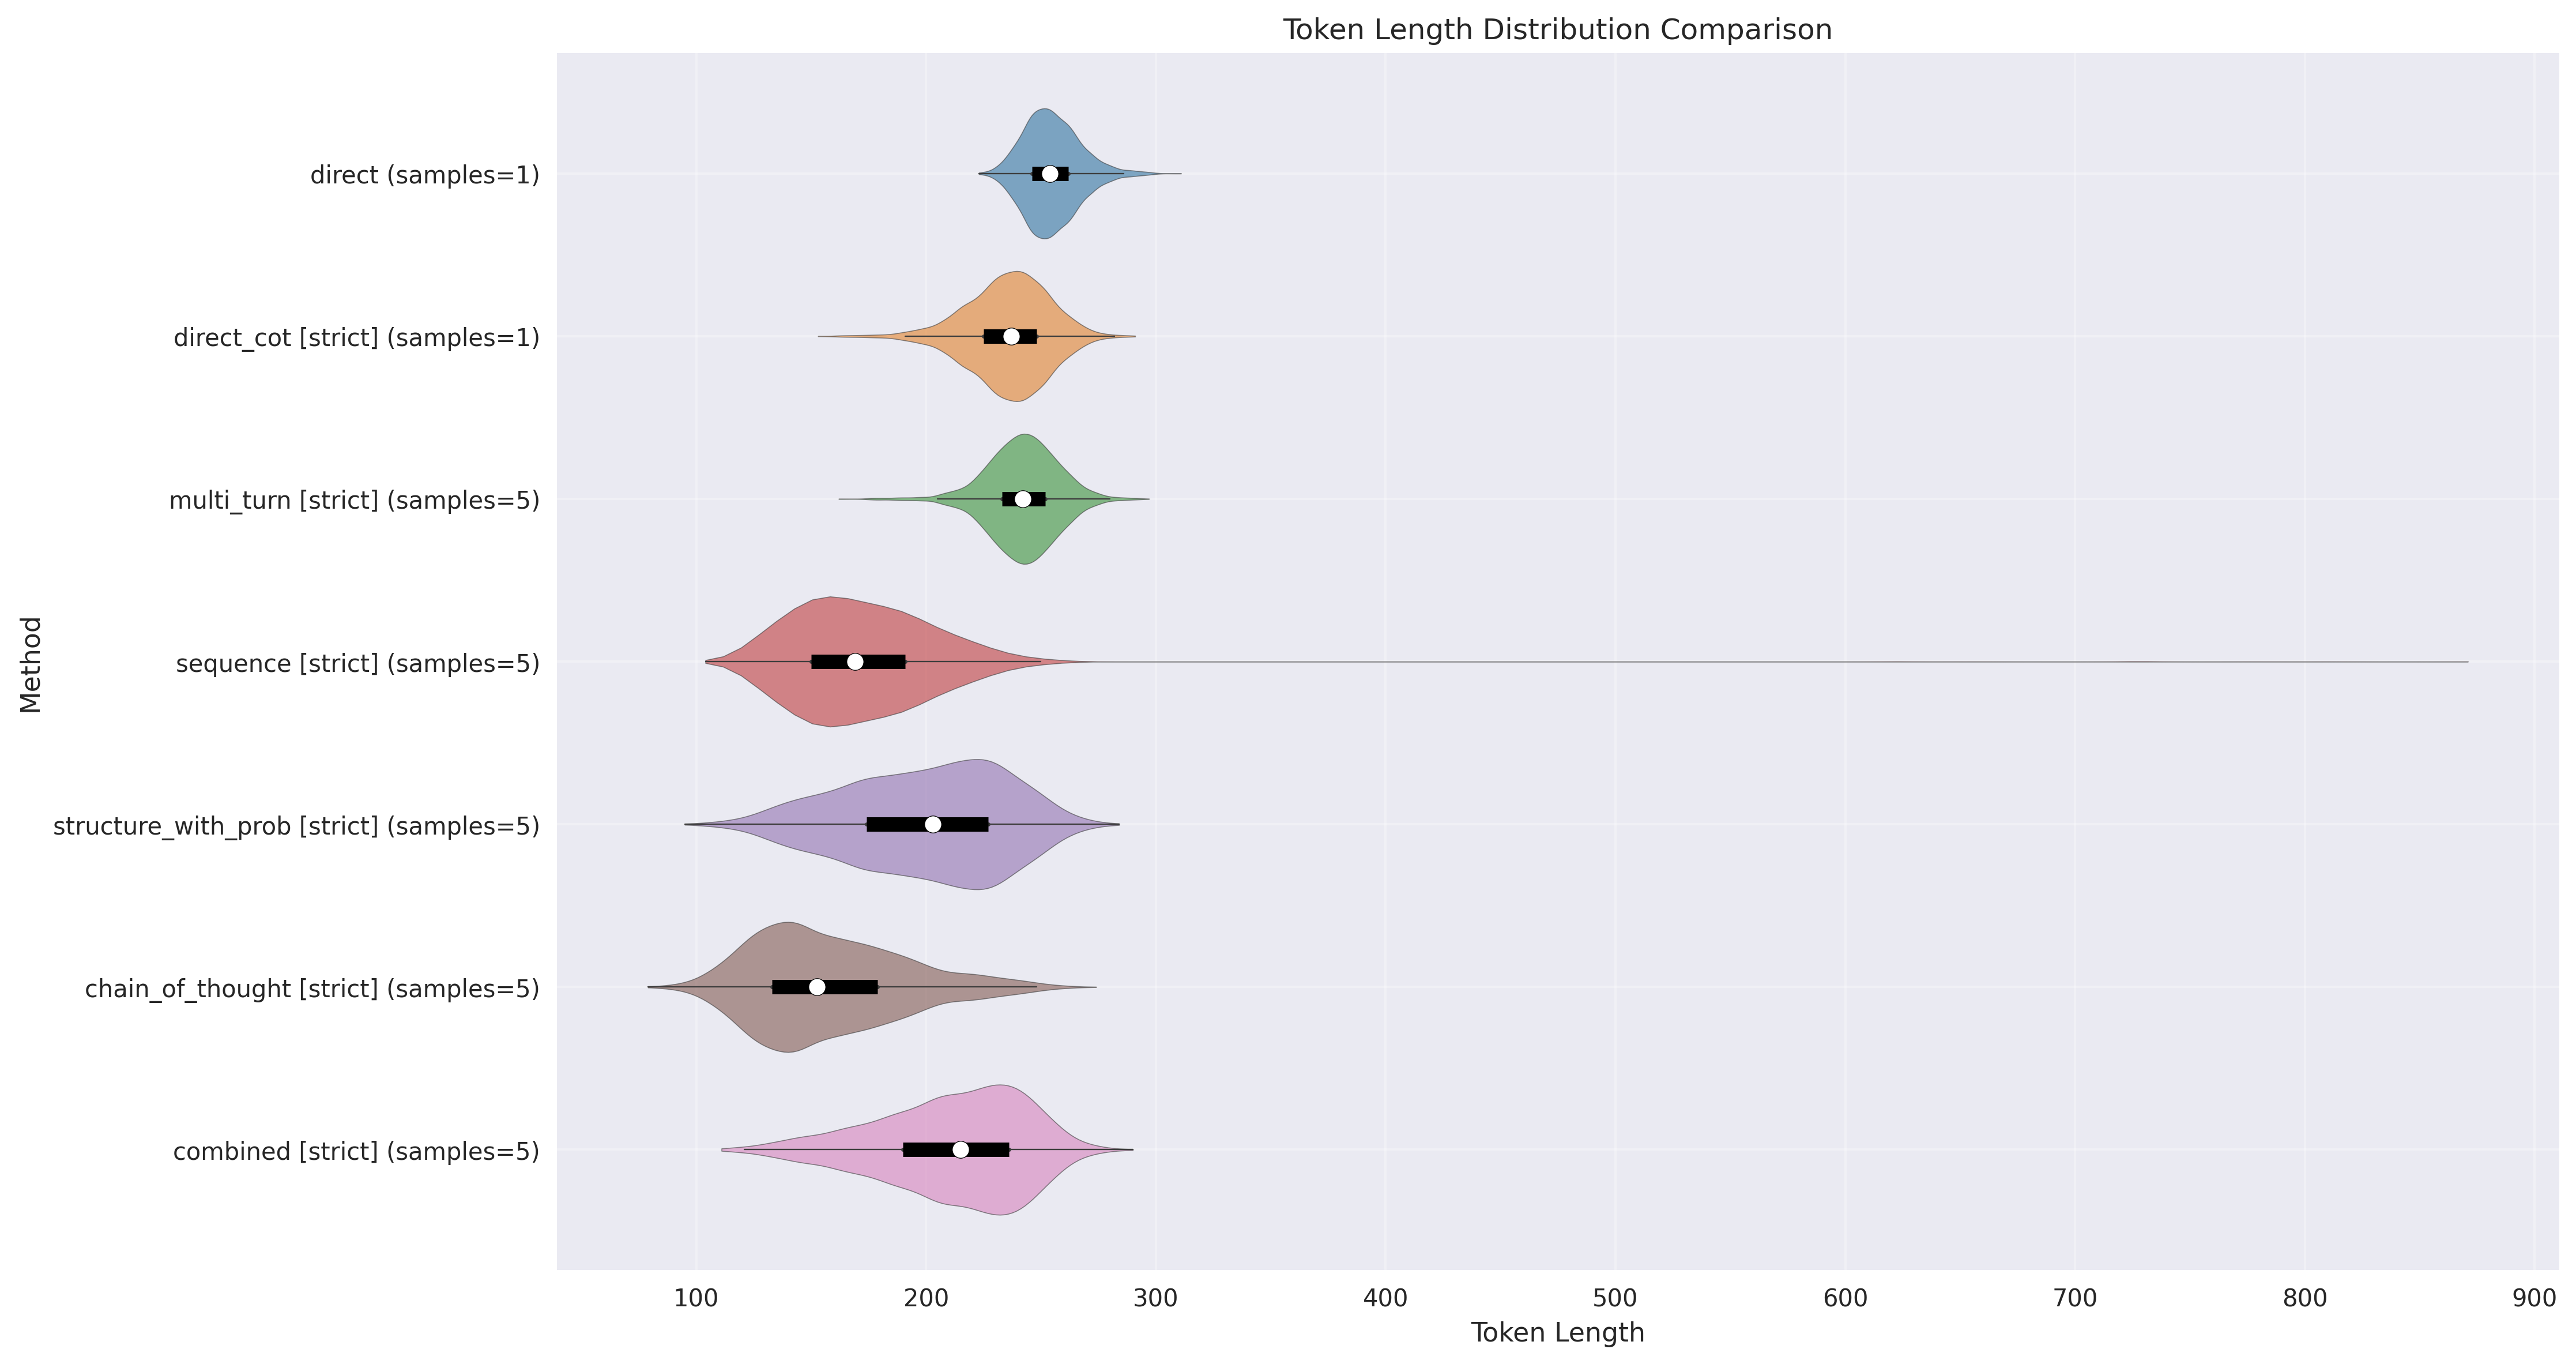 Token Length Distribution Comparison
direct (samples=1)
direct_cot [strict] (samples=1)
multi_turn [strict] (samples=5)
sequence [strict] (samples=5)
structure_with_prob [strict] (samples=5)
chain_of_thought [strict] (samples=5)
combined [strict] (samples=5)
Method
100 200 300 400 500 600 700 800 900
Token Length